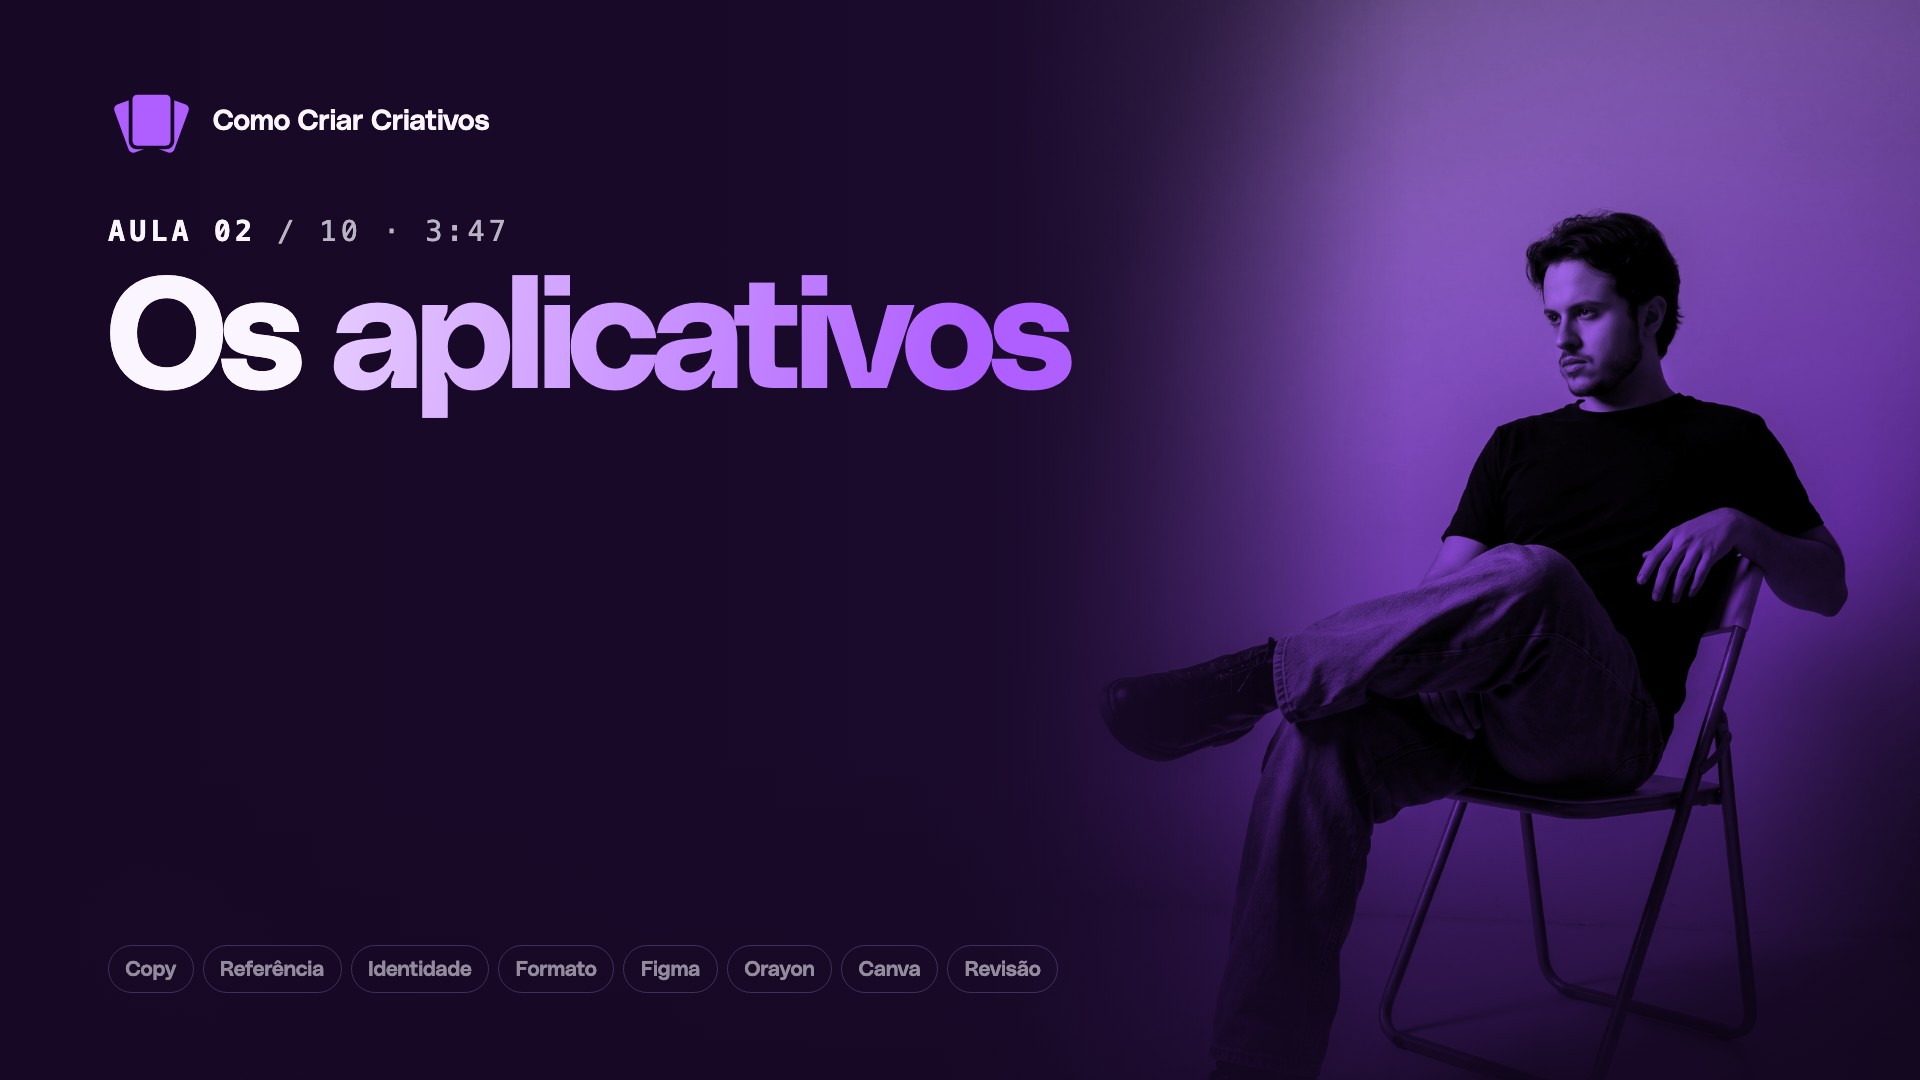 Como Criar Criativos
AULA 02 / 10 · 3:47
Os aplicativos
Copy Referência Identidade Formato Figma Orayon Canva Revisão